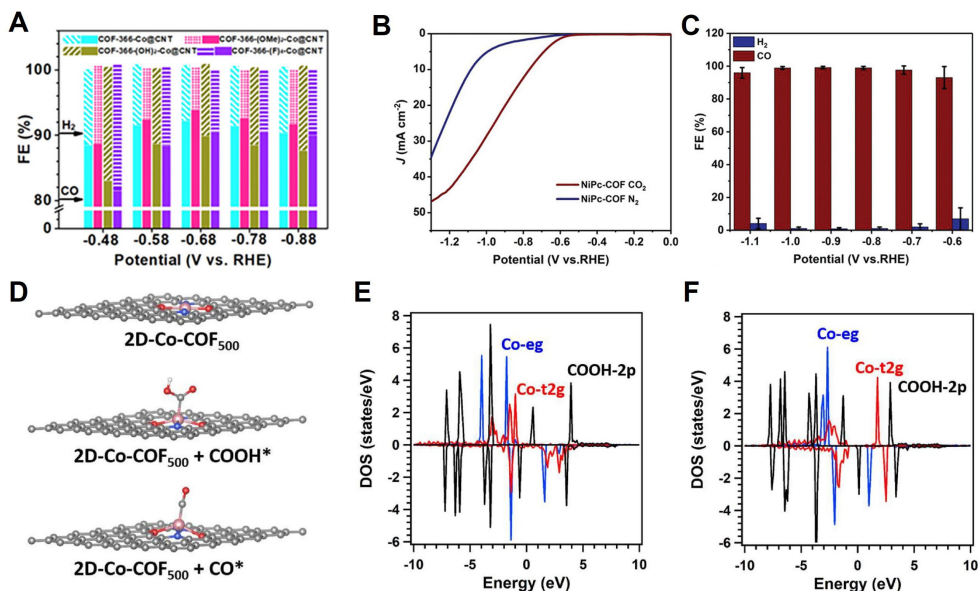 A
COF-366-Co@CNT
COF-366-(OMe)₂-Co@CNT
COF-366-(OH)₂-Co@CNT
COF-366-(F)₄-Co@CNT
100
90
80
0
H₂
CO
FE (%)
-0.48 -0.58 -0.68 -0.78 -0.88
Potential (V vs. RHE)
B
0
10
20
30
40
50
J (mA cm⁻²)
NiPc-COF CO₂
NiPc-COF N₂
-1.2 -1.0 -0.8 -0.6 -0.4 -0.2 0.0
Potential (V vs.RHE)
C
H₂
CO
120
100
80
60
40
20
0
FE (%)
-1.1 -1.0 -0.9 -0.8 -0.7 -0.6
Potential (V vs.RHE)
D
2D-Co-COF₅₀₀
2D-Co-COF₅₀₀ + COOH*
2D-Co-COF₅₀₀ + CO*
E
8
6
4
2
0
-2
-4
-6
DOS (states/eV)
Co-eg
Co-t2g
COOH-2p
-10 -5 0 5 10
Energy (eV)
F
8
6
4
2
0
-2
-4
-6
DOS (states/eV)
Co-eg
Co-t2g
COOH-2p
-10 -5 0 5 10
Energy (eV)